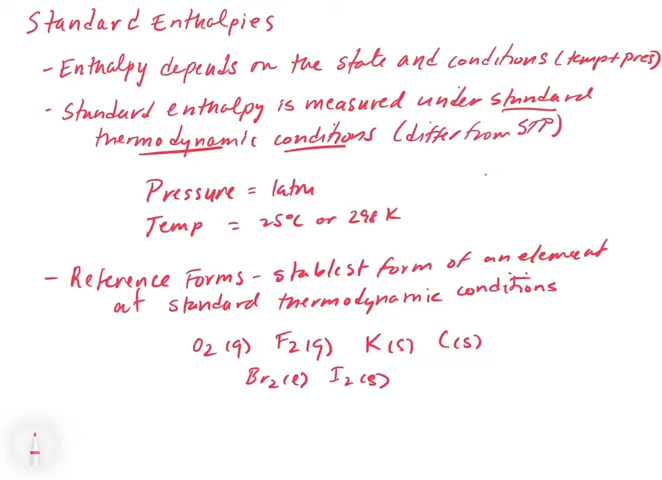 Standard Enthalpies
- Enthalpy depends on the state and conditions (temp + pres)
- Standard enthalpy is measured under standard
thermodynamic conditions (differ from STP)
Pressure = 1atm
Temp = 25°C or 298 K
- Reference Forms - stablest form of an element
at standard thermodynamic conditions
O2(g) F2(g) K(s) C(s)
Br2(l) I2(s)